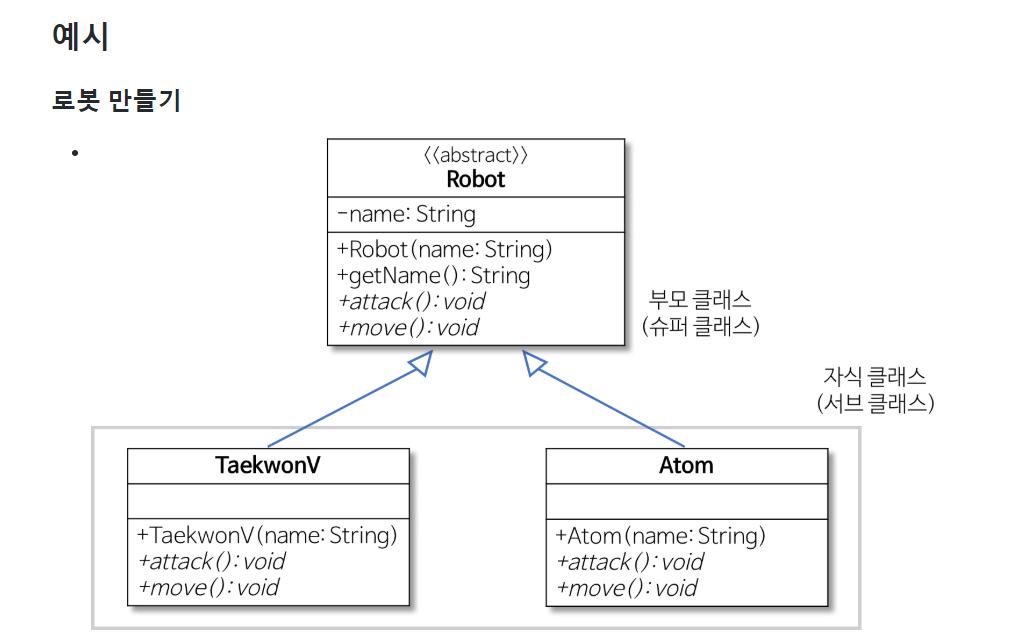 예시
로봇 만들기
〈〈abstract〉〉
Robot
-name: String
+Robot(name: String)
+getName(): String
+attack(): void
+move(): void
부모 클래스
(슈퍼 클래스)
자식 클래스
(서브 클래스)
TaekwonV
+TaekwonV(name: String)
+attack(): void
+move(): void
Atom
+Atom(name: String)
+attack(): void
+move(): void